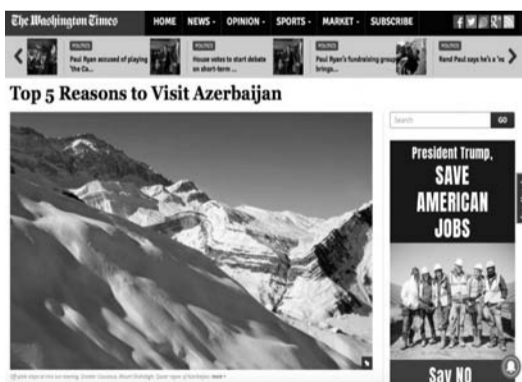 The Washington Times
HOME NEWS OPINION SPORTS MARKET SUBSCRIBE
POLITICS
Paul Ryan accused of playing
'the Ca...
POLITICS
House votes to start debate
on short-term ...
POLITICS
Paul Ryan's fundraising group
brings...
POLITICS
Rand Paul says he's a 'no
Top 5 Reasons to Visit Azerbaijan
Search GO
President Trump,
SAVE
AMERICAN
JOBS
Say NO